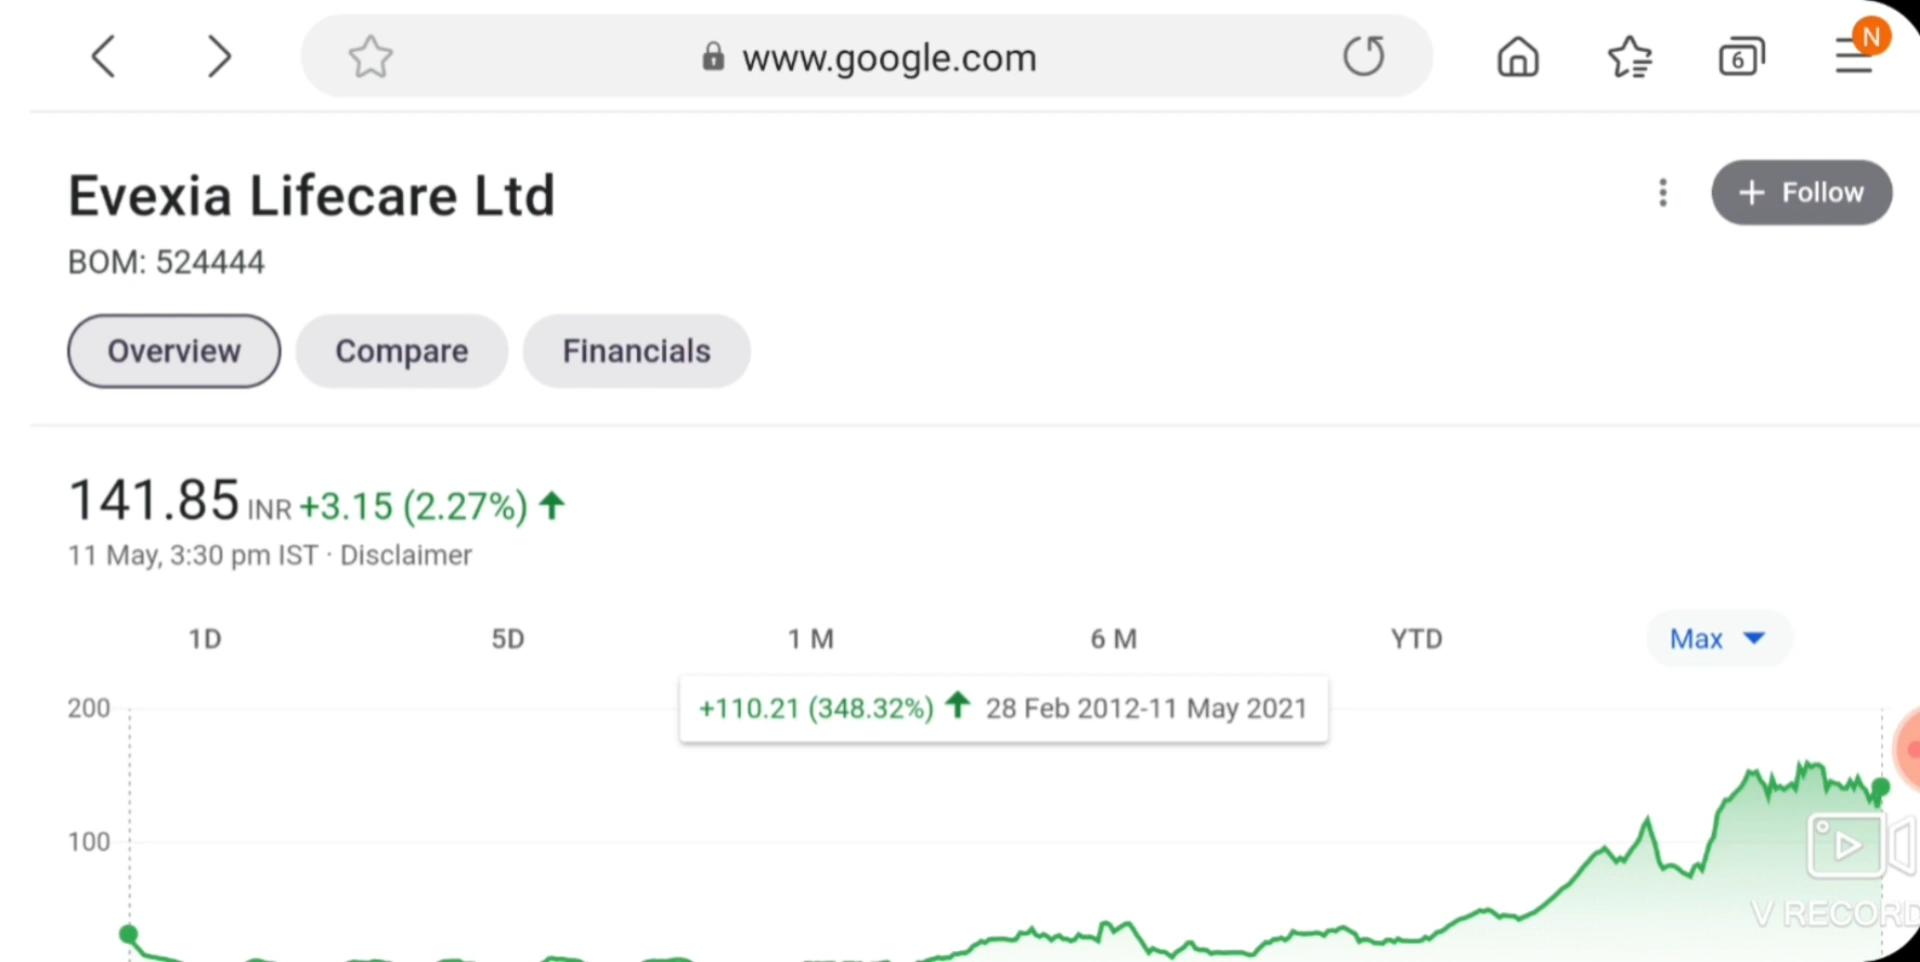 www.google.com
6
N
Evexia Lifecare Ltd
+ Follow
BOM: 524444
Overview
Compare
Financials
141.85 INR +3.15 (2.27%)
11 May, 3:30 pm IST · Disclaimer
1D
5D
1 M
6 M
YTD
Max
+110.21 (348.32%) 28 Feb 2012-11 May 2021
200
100
V RECORD